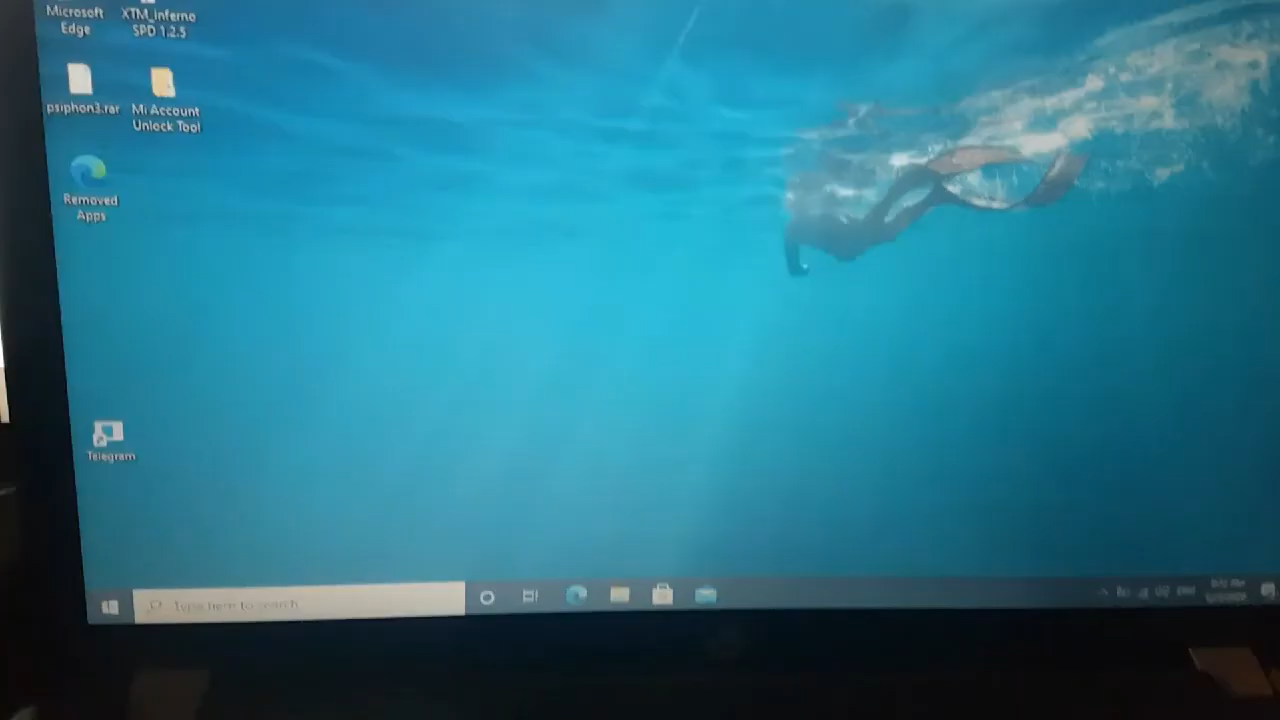 Microsoft
Edge
XTM_Inferno
SPD 1.2.5
psiphon3.rar
Mi Account
Unlock Tool
Removed
Apps
Telegram
Type here to search
ENG